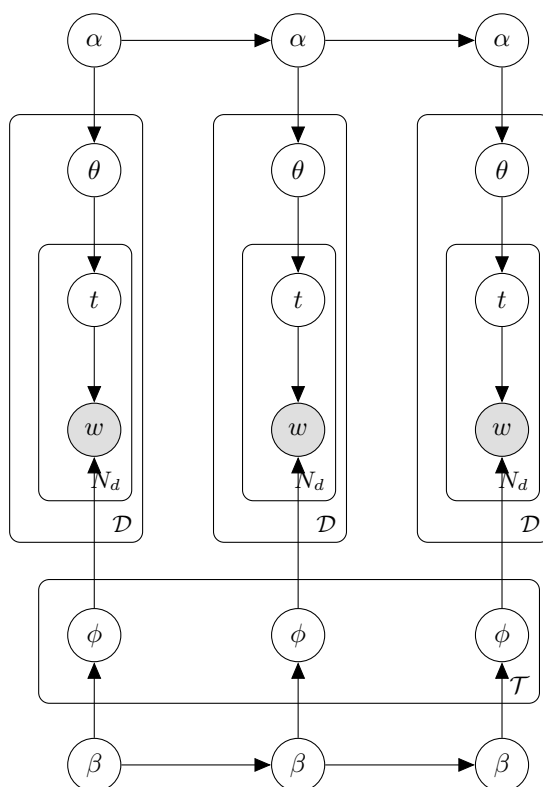 α α α
θ θ θ
t t t
w w w
N_d N_d N_d
𝒟 𝒟 𝒟
ϕ ϕ ϕ
𝒯
β β β